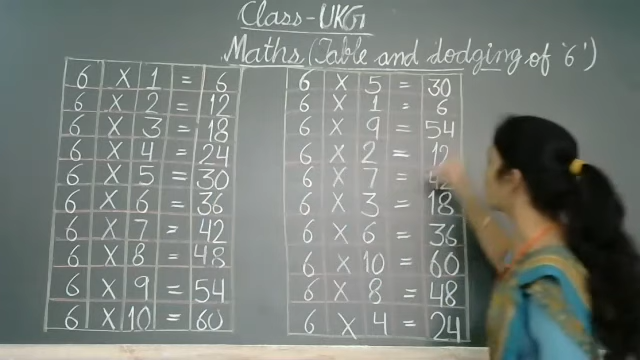 Class-UKG
Maths (Table and dodging of '6')
6 X 1 = 6
6 X 2 = 12
6 X 3 = 18
6 X 4 = 24
6 X 5 = 30
6 X 6 = 36
6 X 7 = 42
6 X 8 = 48
6 X 9 = 54
6 X 10 = 60
6 X 5 = 30
6 X 1 = 6
6 X 9 = 54
6 X 2 = 12
6 X 7 = 42
6 X 3 = 18
6 X 6 = 36
6 X 10 = 60
6 X 8 = 48
6 X 4 = 24